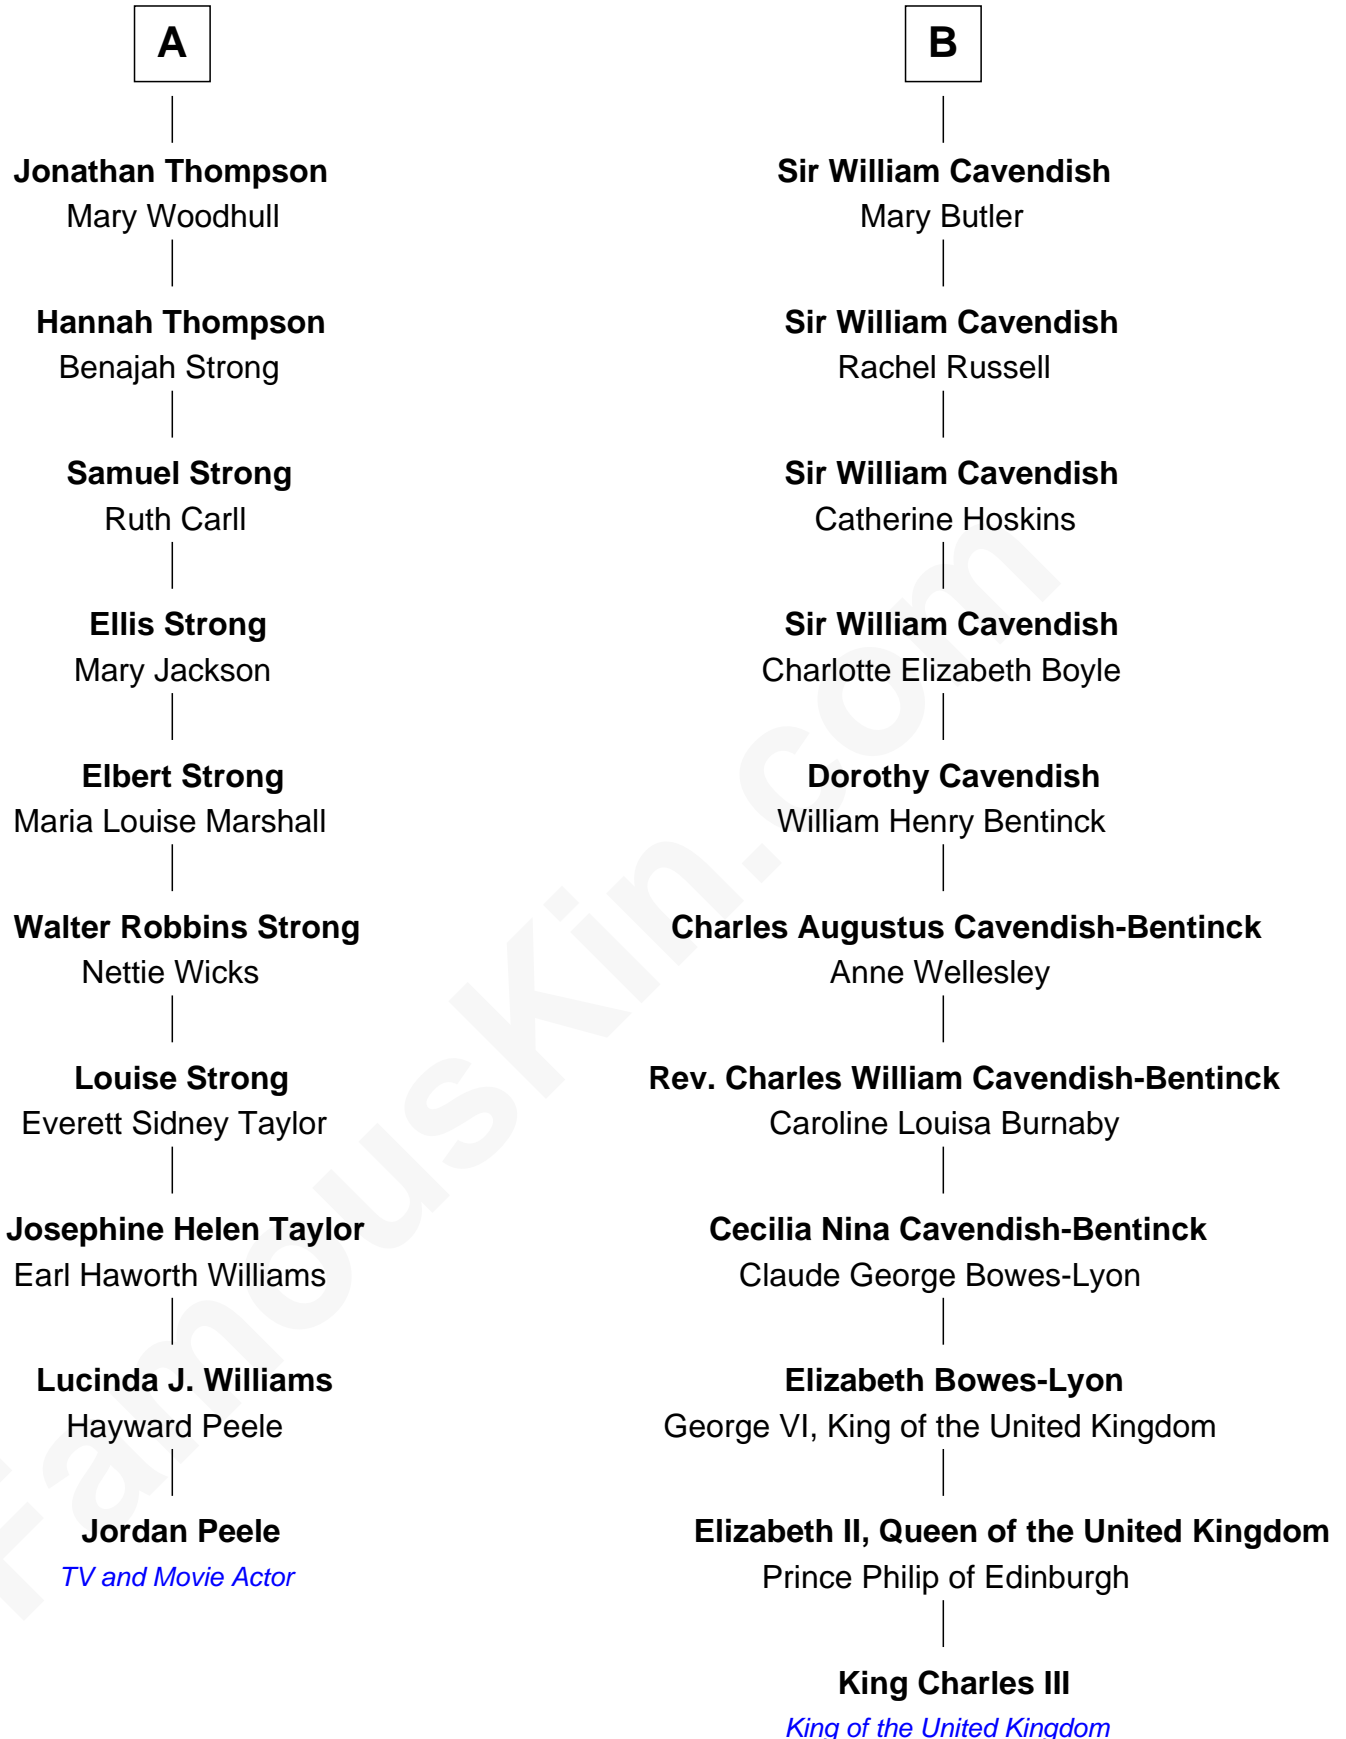 A
Jonathan Thompson
Mary Woodhull
Hannah Thompson
Benajah Strong
Samuel Strong
Ruth Carll
Ellis Strong
Mary Jackson
Elbert Strong
Maria Louise Marshall
Walter Robbins Strong
Nettie Wicks
Louise Strong
Everett Sidney Taylor
Josephine Helen Taylor
Earl Haworth Williams
Lucinda J. Williams
Hayward Peele
Jordan Peele
TV and Movie Actor
B
Sir William Cavendish
Mary Butler
Sir William Cavendish
Rachel Russell
Sir William Cavendish
Catherine Hoskins
Sir William Cavendish
Charlotte Elizabeth Boyle
Dorothy Cavendish
William Henry Bentinck
Charles Augustus Cavendish-Bentinck
Anne Wellesley
Rev. Charles William Cavendish-Bentinck
Caroline Louisa Burnaby
Cecilia Nina Cavendish-Bentinck
Claude George Bowes-Lyon
Elizabeth Bowes-Lyon
George VI, King of the United Kingdom
Elizabeth II, Queen of the United Kingdom
Prince Philip of Edinburgh
King Charles III
King of the United Kingdom
FamousKin.com